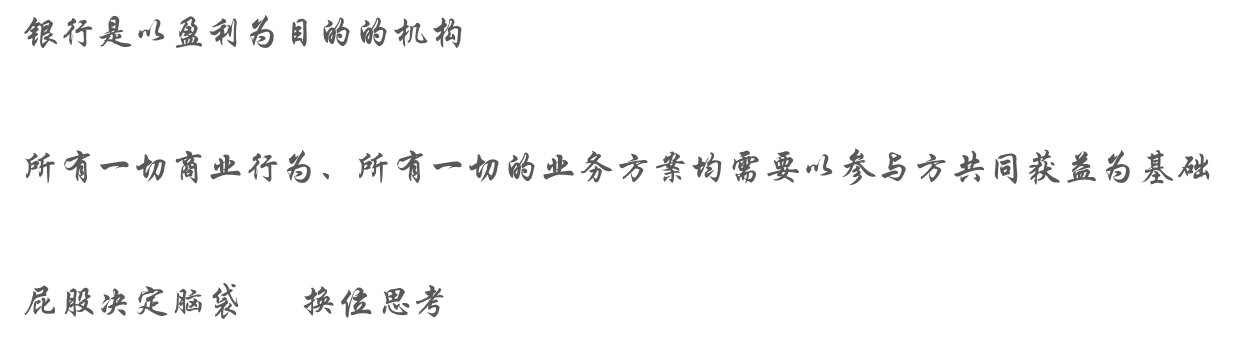 银行是以盈利为目的的机构
所有一切商业行为、所有一切的业务方案均需要以参与方共同获益为基础
屁股决定脑袋 换位思考